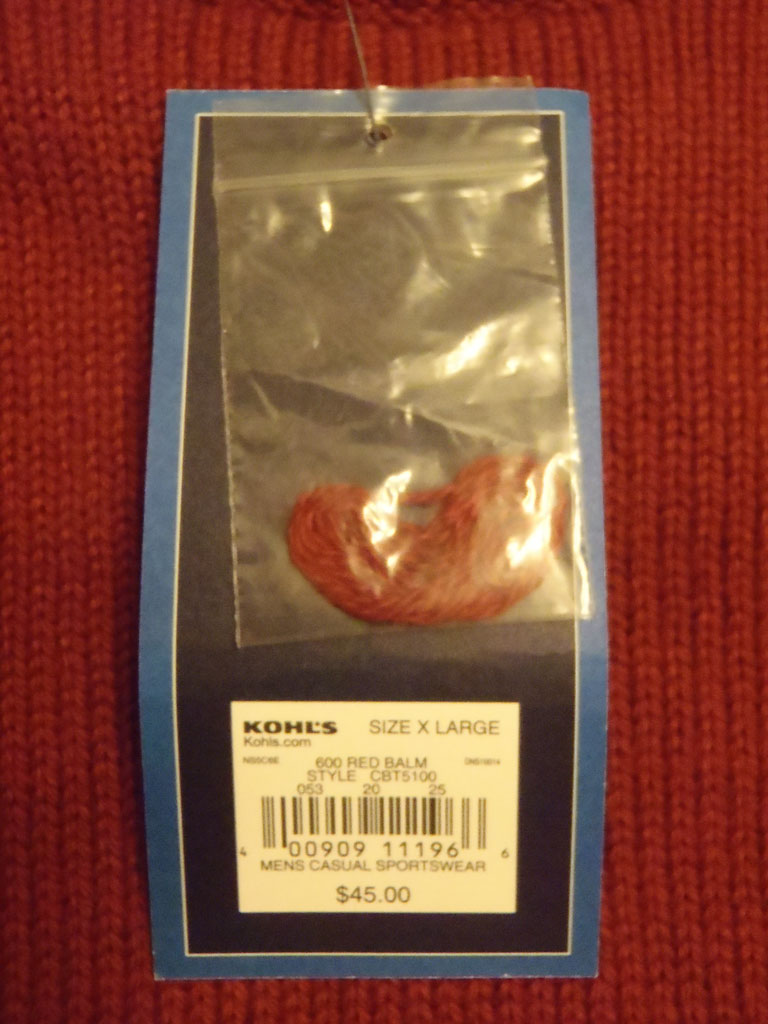 KOHL'S SIZE X LARGE
Kohls.com
600 RED BALM
STYLE CBT5100
053 20 25
4 00909 11196 6
MENS CASUAL SPORTSWEAR
$45.00